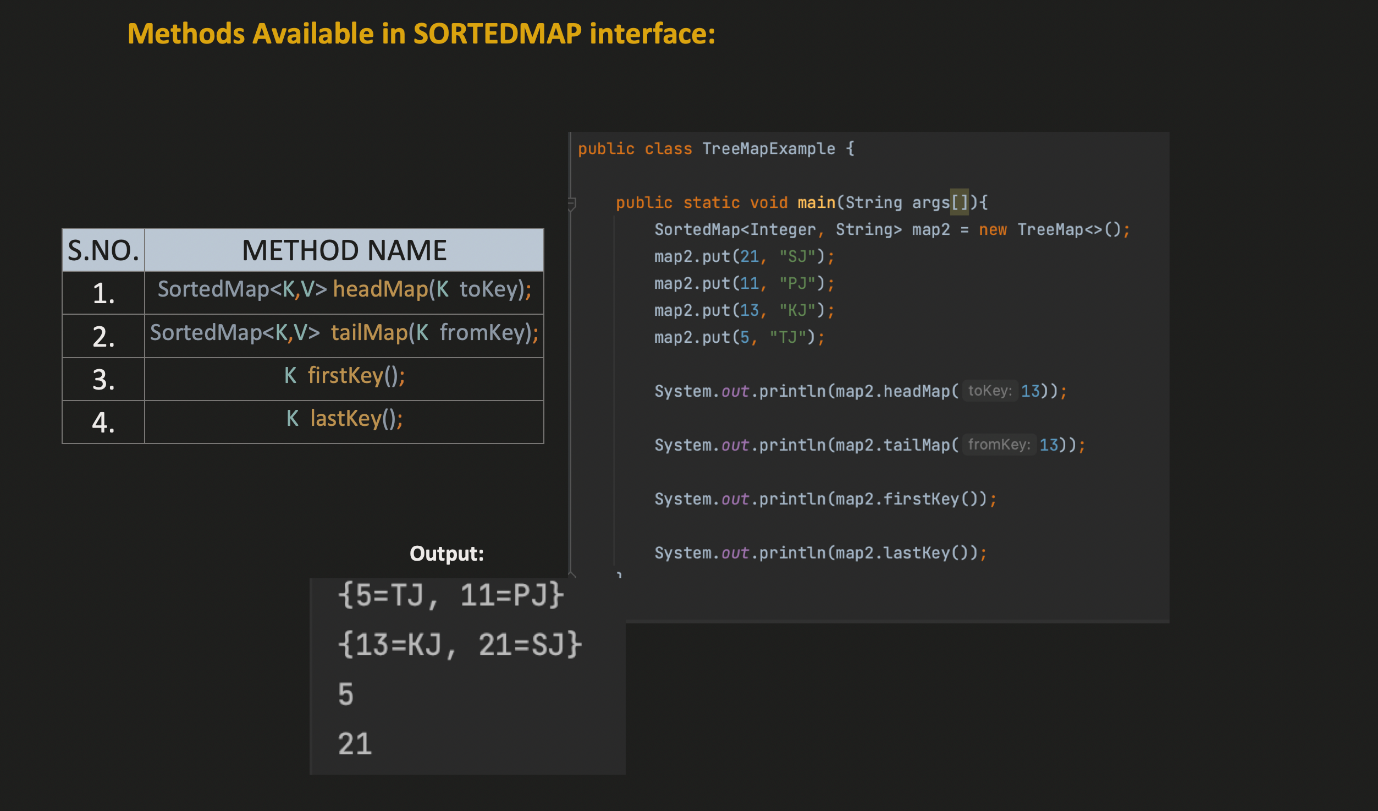 Methods Available in SORTEDMAP interface:
S.NO. METHOD NAME
1. SortedMap<K,V> headMap(K toKey);
2. SortedMap<K,V> tailMap(K fromKey);
3. K firstKey();
4. K lastKey();
public class TreeMapExample {
public static void main(String args[]){
SortedMap<Integer, String> map2 = new TreeMap<>();
map2.put(21, "SJ");
map2.put(11, "PJ");
map2.put(13, "KJ");
map2.put(5, "TJ");
System.out.println(map2.headMap( toKey: 13));
System.out.println(map2.tailMap( fromKey: 13));
System.out.println(map2.firstKey());
System.out.println(map2.lastKey());
Output:
{5=TJ, 11=PJ}
{13=KJ, 21=SJ}
5
21